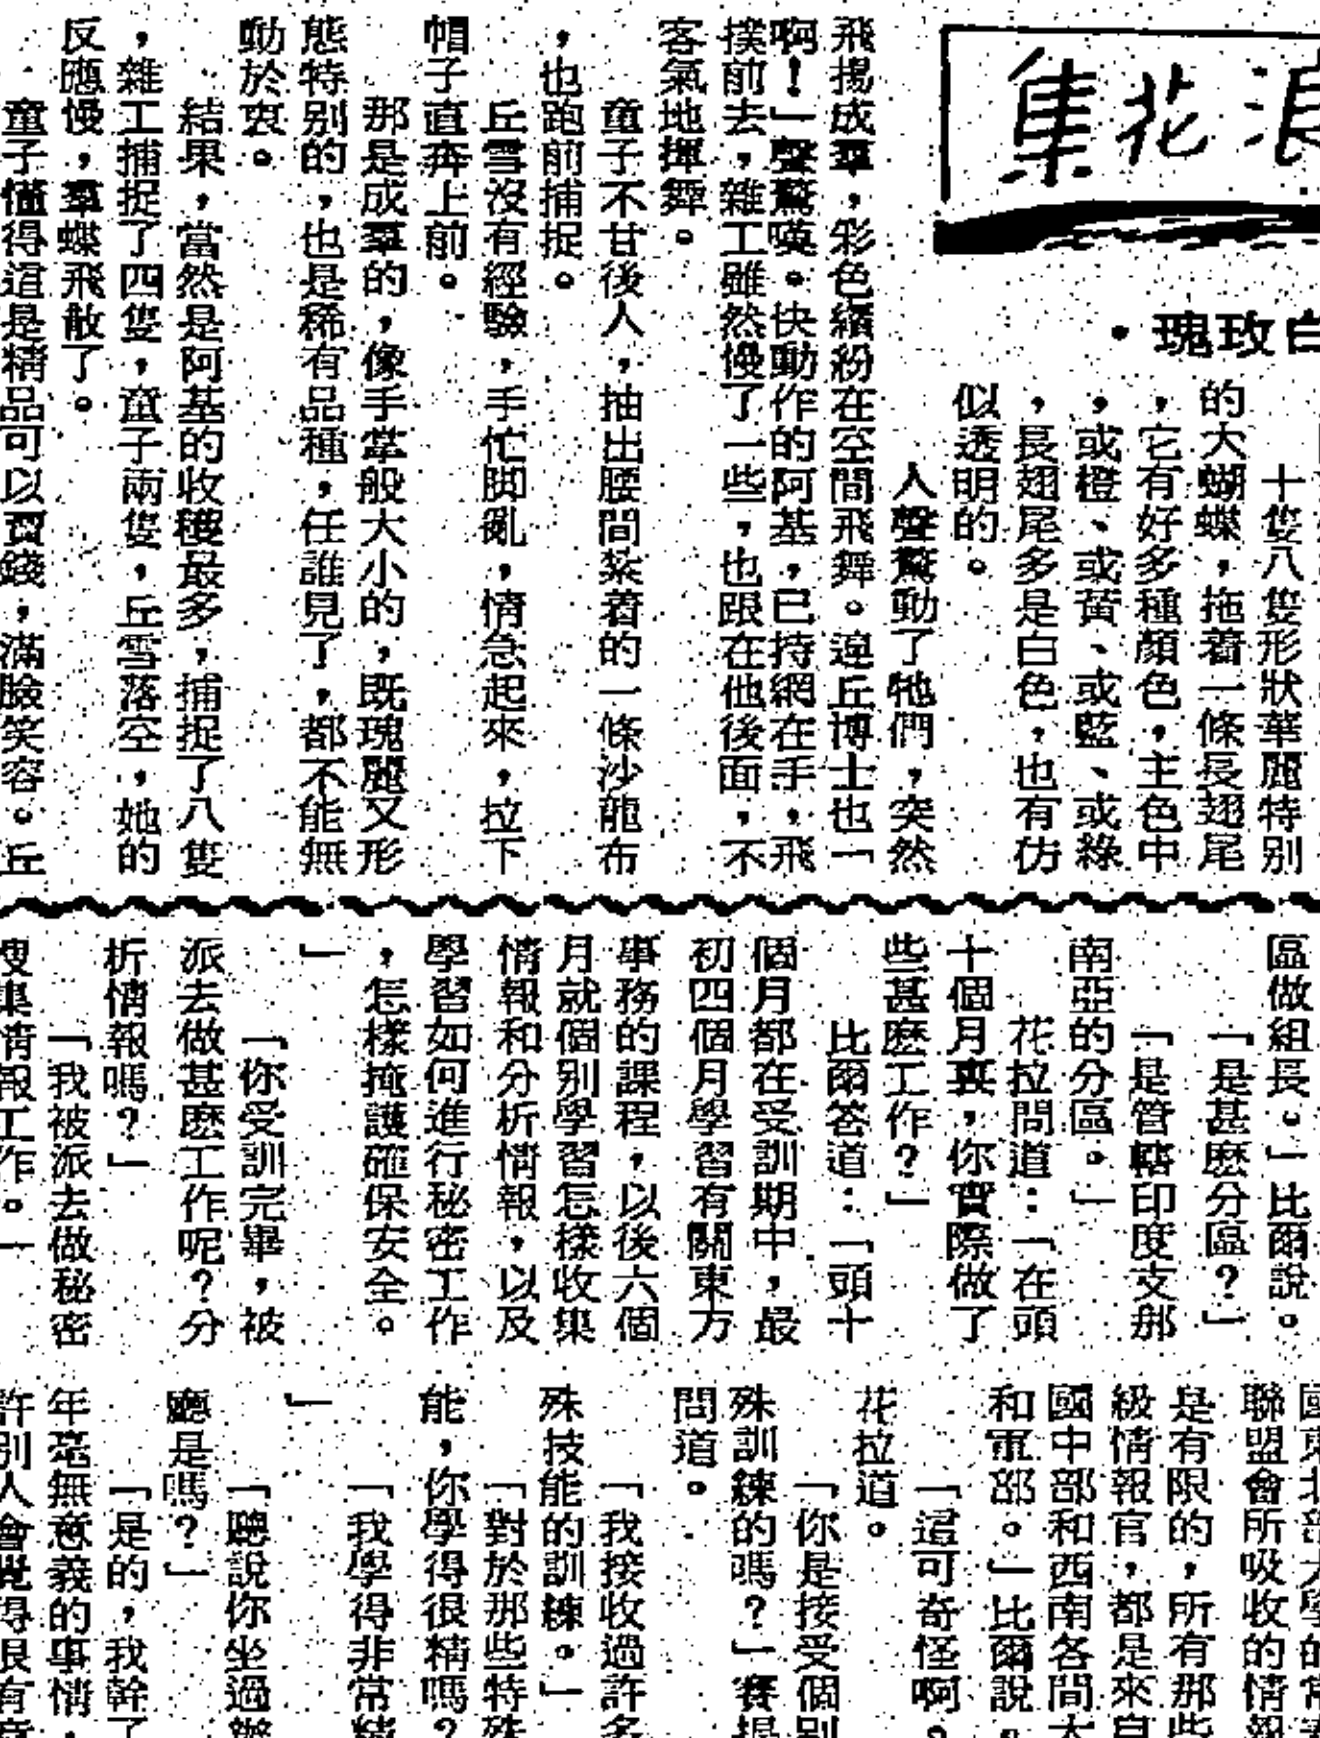 浪花集
白玫瑰・
十隻八隻形狀華麗特別
的大蝴蝶，拖着一條長翅尾
，它有好多種顏色，主色中
，或橙、或黃、或藍、或綠
，長翅尾多是白色，也有仿
似透明的。
人聲驚動了牠們，突然
飛揚成羣，彩色繽紛在空間飛舞。連丘博士也「
啊！」聲驚嘆。快動作的阿基，已持網在手，飛
撲前去，雜工雖然慢了一些，也跟在他後面，不
客氣地揮舞。
童子不甘後人，抽出腰間紮着的一條沙龍布
，也跑前捕捉。
丘雪沒有經驗，手忙脚亂，情急起來，拉下
帽子直奔上前。
那是成羣的，像手掌般大小的，既瑰麗又形
態特別的，也是稀有品種，任誰見了，都不能無
動於衷。
結果，當然是阿基的收穫最多，捕捉了八隻
，雜工捕捉了四隻，童子兩隻，丘雪落空，她的
反應慢，羣蝶飛散了。
童子懂得這是精品可以賣錢，滿臉笑容。丘
區做組長。」比爾說。
「是甚麽分區？」
「是管轄印度支那
南亞的分區。」
花拉問道：「在頭
十個月裏，你實際做了
些甚麽工作？」
比爾答道：「頭十
個月都在受訓期中，最
初四個月學習有關東方
事務的課程，以後六個
月就個別學習怎樣收集
情報和分析情報，以及
學習如何進行秘密工作
，怎樣掩護確保安全。
」
「你受訓完畢，被
派去做甚麽工作呢？分
析情報嗎？」
「我被派去做秘密
搜集情報工作。」
聯盟會所吸收的情報
是有限的，所有那些
級情報官，都是來自
國中部和西南各間大
和軍部。」比爾說。
「這可奇怪啊？
花拉道。
「你是接受個別
殊訓練的嗎？」賽提
問道。
「我接收過許多
殊技能的訓練。」
「對於那些特殊
能，你學得很精嗎？
「我學得非常精
」
「聽說你坐過辦
廳是嗎？」
「是的，我幹了
年毫無意義的事情，
許別人會覺得很有意